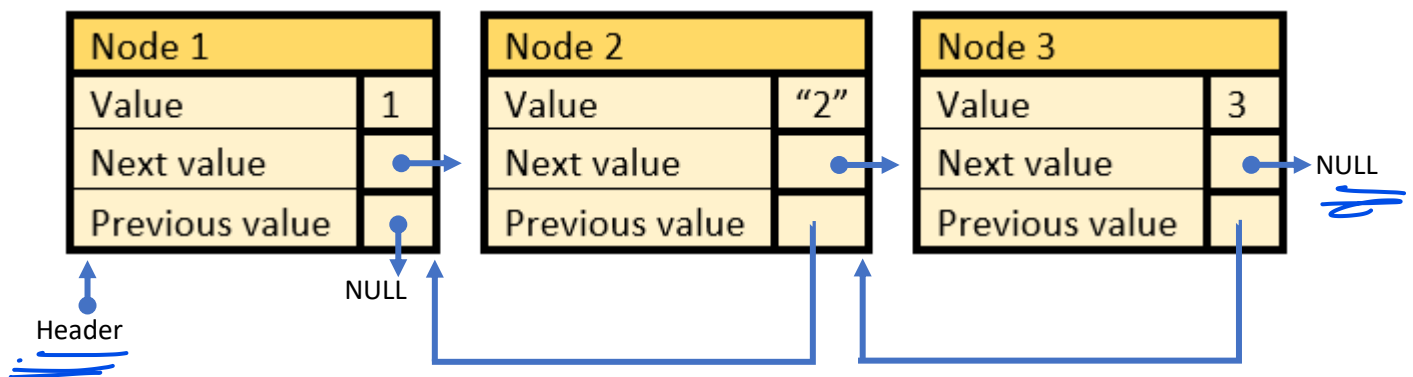 Node 1
Value 1
Next value
Previous value
NULL
Header
Node 2
Value “2”
Next value
Previous value
Node 3
Value 3
Next value
NULL
Previous value